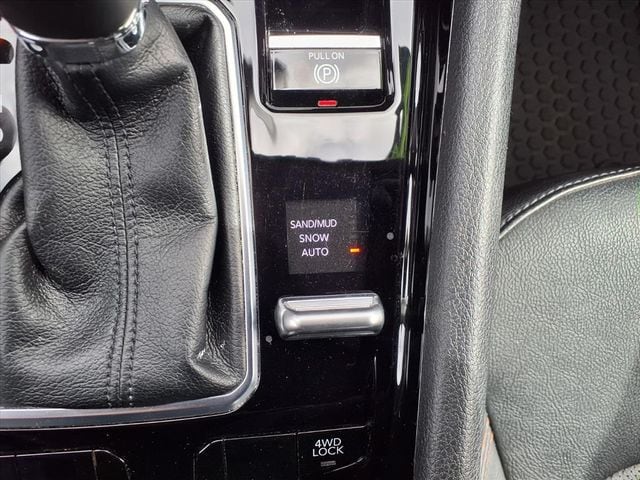 PULL ON
(P)
SAND/MUD
SNOW
AUTO
4WD
LOCK